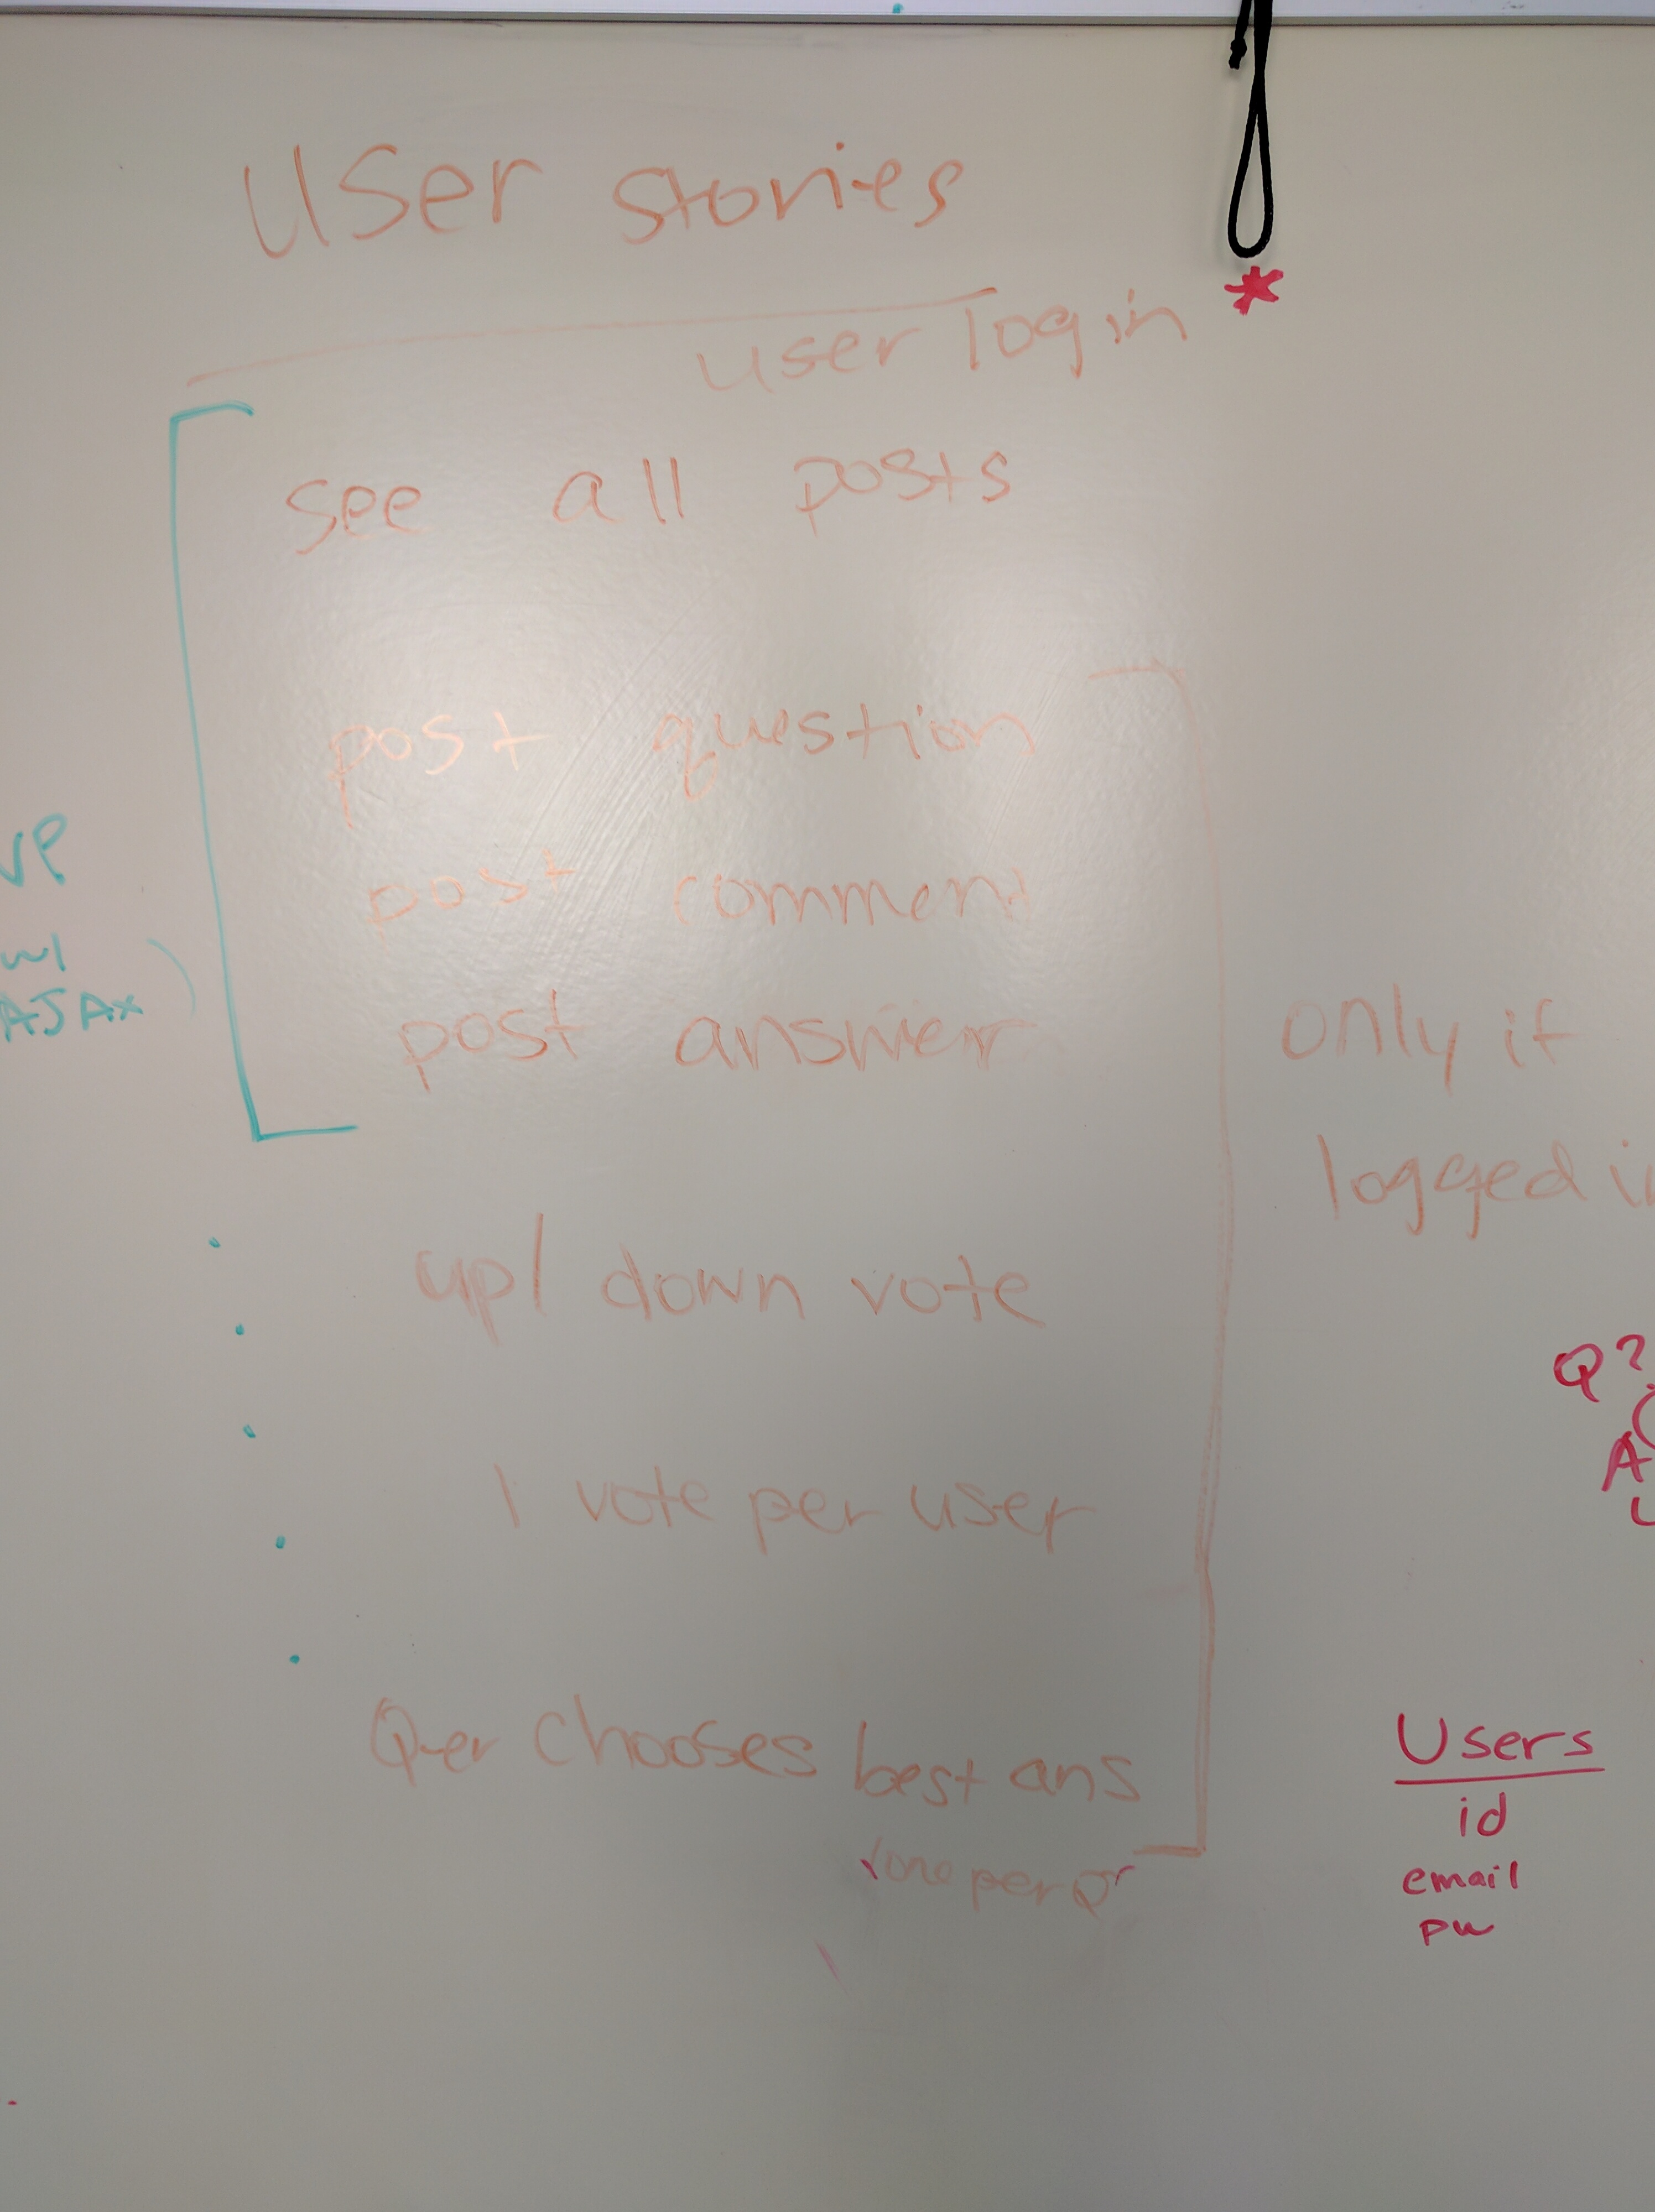 User stories
user login *
see all posts
post question
post comment
VP
w/
AJAX
post answer
only if
logged
up/down vote
Q?
A
1 vote per user
Q-er chooses best ans
(one per Q)
Users
id
email
pw